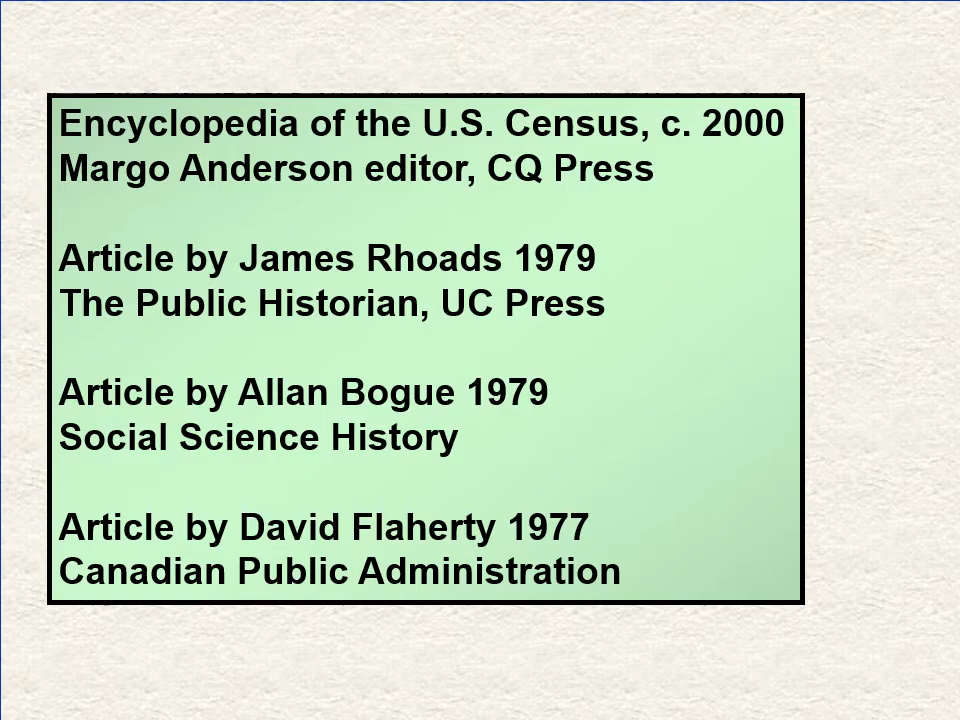 Encyclopedia of the U.S. Census, c. 2000
Margo Anderson editor, CQ Press
Article by James Rhoads 1979
The Public Historian, UC Press
Article by Allan Bogue 1979
Social Science History
Article by David Flaherty 1977
Canadian Public Administration